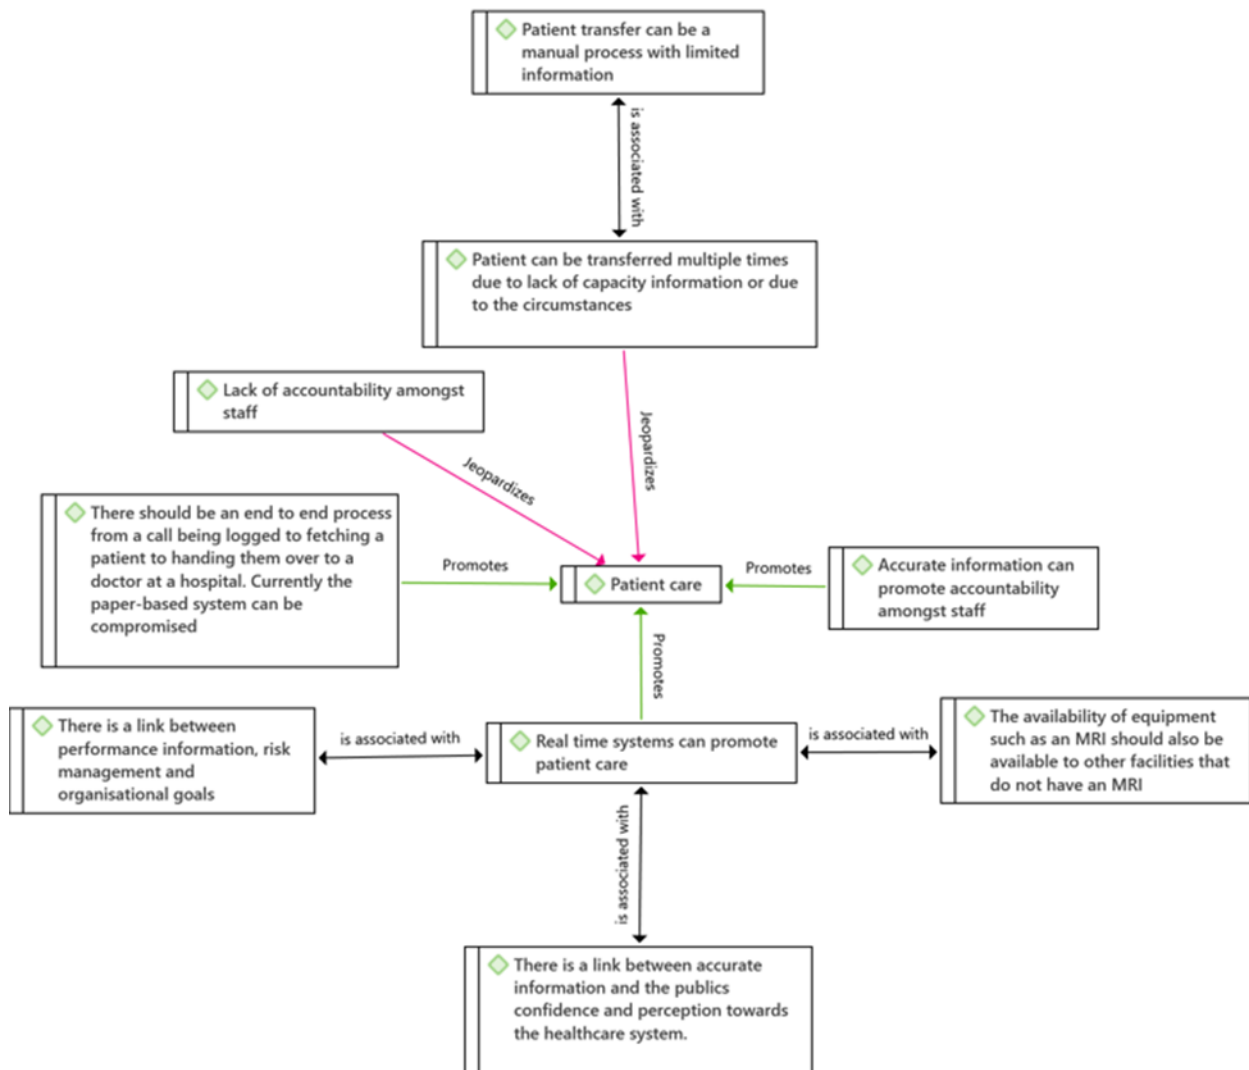 Patient transfer can be a
manual process with limited
information
is associated with
Patient can be transferred multiple times
due to lack of capacity information or due
to the circumstances
Lack of accountability amongst
staff
Jeopardizes
Jeopardizes
There should be an end to end process
from a call being logged to fetching a
patient to handing them over to a
doctor at a hospital. Currently the
paper-based system can be
compromised
Promotes
Patient care
Promotes
Accurate information can
promote accountability
amongst staff
Promotes
There is a link between
performance information, risk
management and
organisational goals
is associated with
Real time systems can promote
patient care
is associated with
The availability of equipment
such as an MRI should also be
available to other facilities that
do not have an MRI
is associated with
There is a link between accurate
information and the publics
confidence and perception towards
the healthcare system.